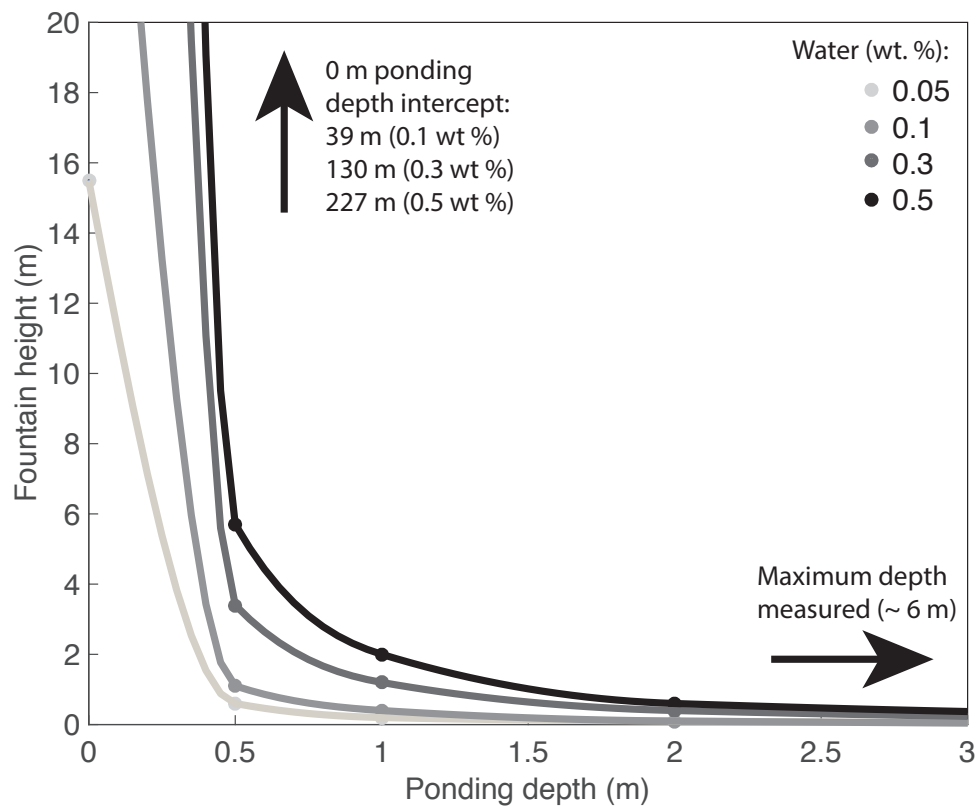 20
18
16
14
12
10
8
6
4
2
0
Fountain height (m)
0 m ponding
depth intercept:
39 m (0.1 wt %)
130 m (0.3 wt %)
227 m (0.5 wt %)
Water (wt. %):
0.05
0.1
0.3
0.5
Maximum depth
measured (~ 6 m)
0
0.5
1
1.5
2
2.5
3
Ponding depth (m)